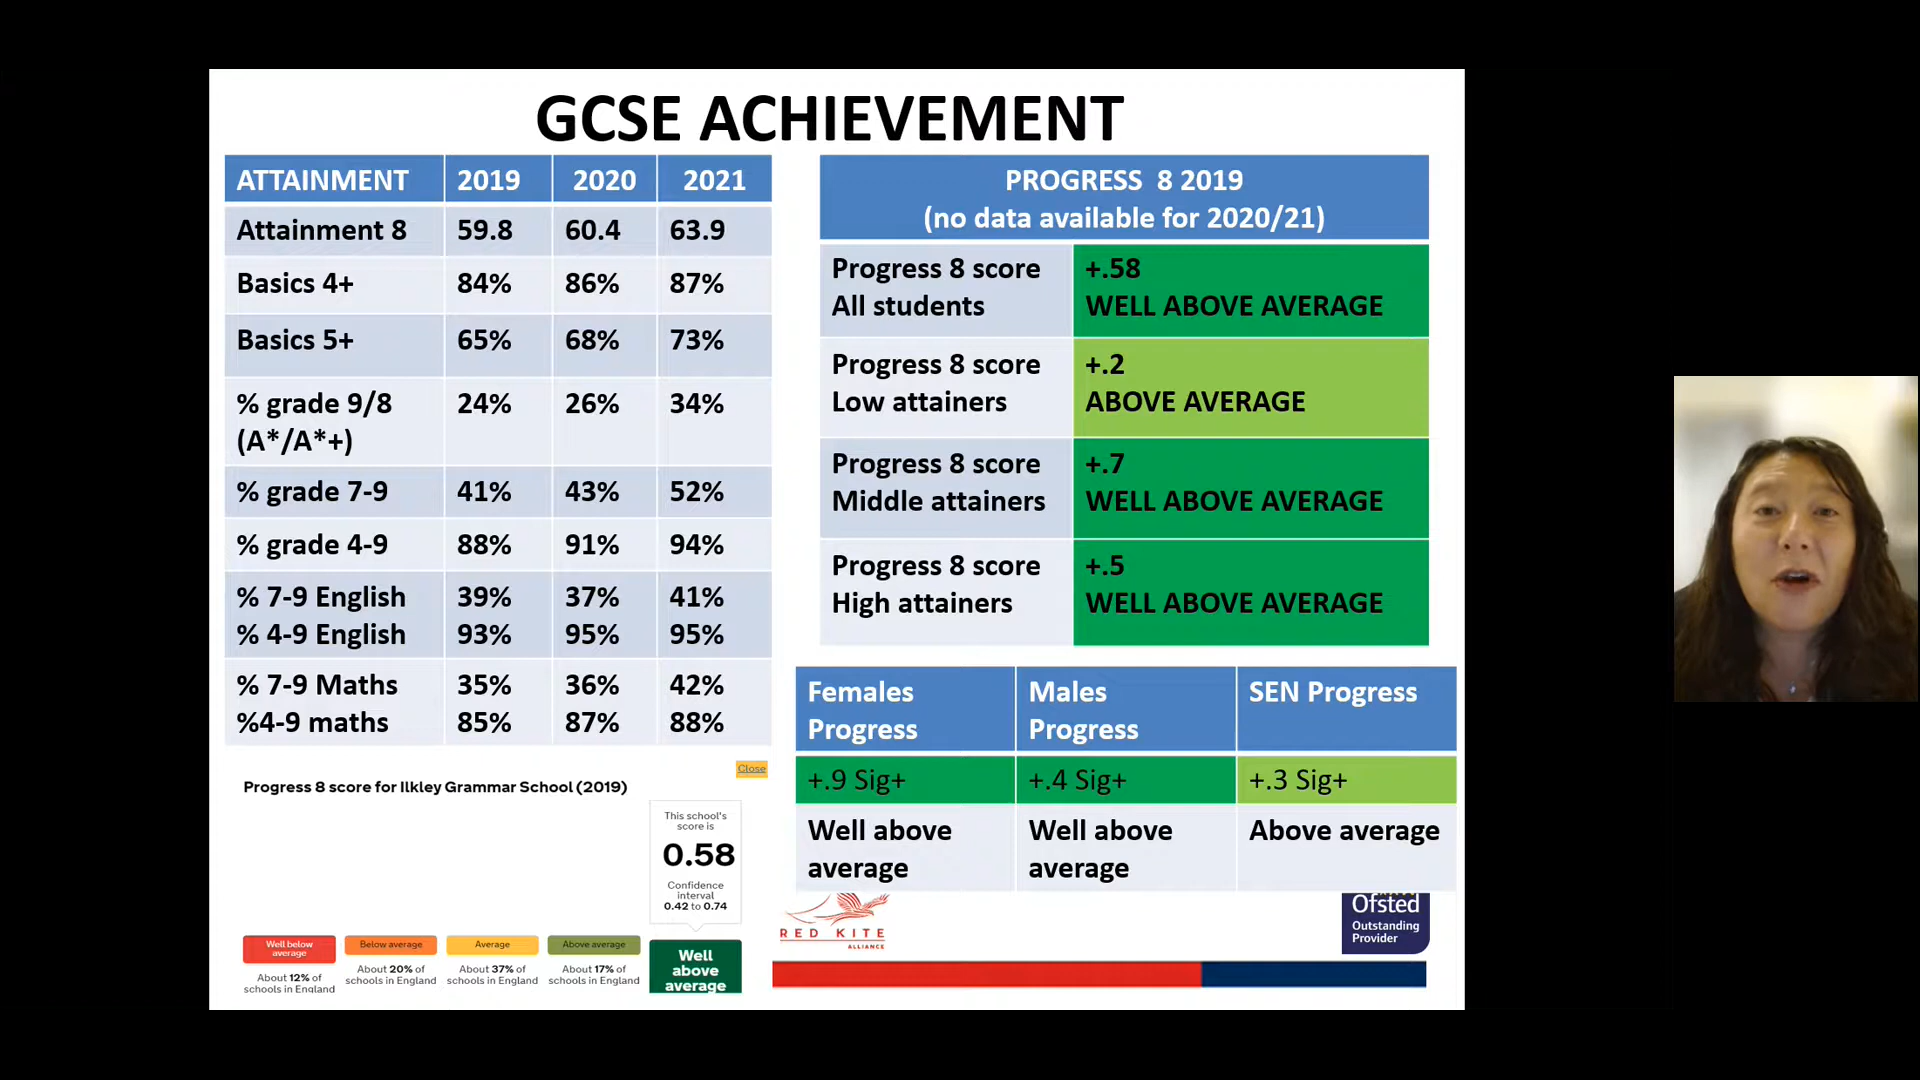 GCSE ACHIEVEMENT
ATTAINMENT 2019 2020 2021
Attainment 8 59.8 60.4 63.9
Basics 4+ 84% 86% 87%
Basics 5+ 65% 68% 73%
% grade 9/8 24% 26% 34%
(A*/A*+)
% grade 7-9 41% 43% 52%
% grade 4-9 88% 91% 94%
% 7-9 English 39% 37% 41%
% 4-9 English 93% 95% 95%
% 7-9 Maths 35% 36% 42%
%4-9 maths 85% 87% 88%
PROGRESS 8 2019
(no data available for 2020/21)
Progress 8 score +.58
All students WELL ABOVE AVERAGE
Progress 8 score +.2
Low attainers ABOVE AVERAGE
Progress 8 score +.7
Middle attainers WELL ABOVE AVERAGE
Progress 8 score +.5
High attainers WELL ABOVE AVERAGE
Females Males SEN Progress
Progress Progress
+.9 Sig+ +.4 Sig+ +.3 Sig+
Well above Well above Above average
average average
Close
Progress 8 score for Ilkley Grammar School (2019)
This school's
score is
0.58
Confidence
interval
0.42 to 0.74
Well below
average
About 12% of
schools in England
Below average
About 20% of
schools in England
Average
About 37% of
schools in England
Above average
About 17% of
schools in England
Well
above
average
RED KITE
ALLIANCE
Ofsted
Outstanding
Provider